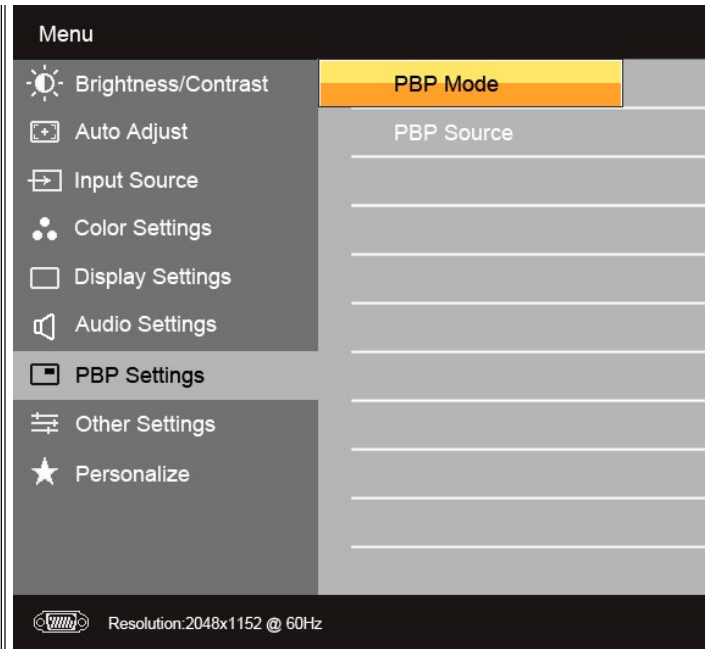 Menu
Brightness/Contrast
PBP Mode
Auto Adjust
PBP Source
Input Source
Color Settings
Display Settings
Audio Settings
PBP Settings
Other Settings
Personalize
Resolution:2048x1152 @ 60Hz